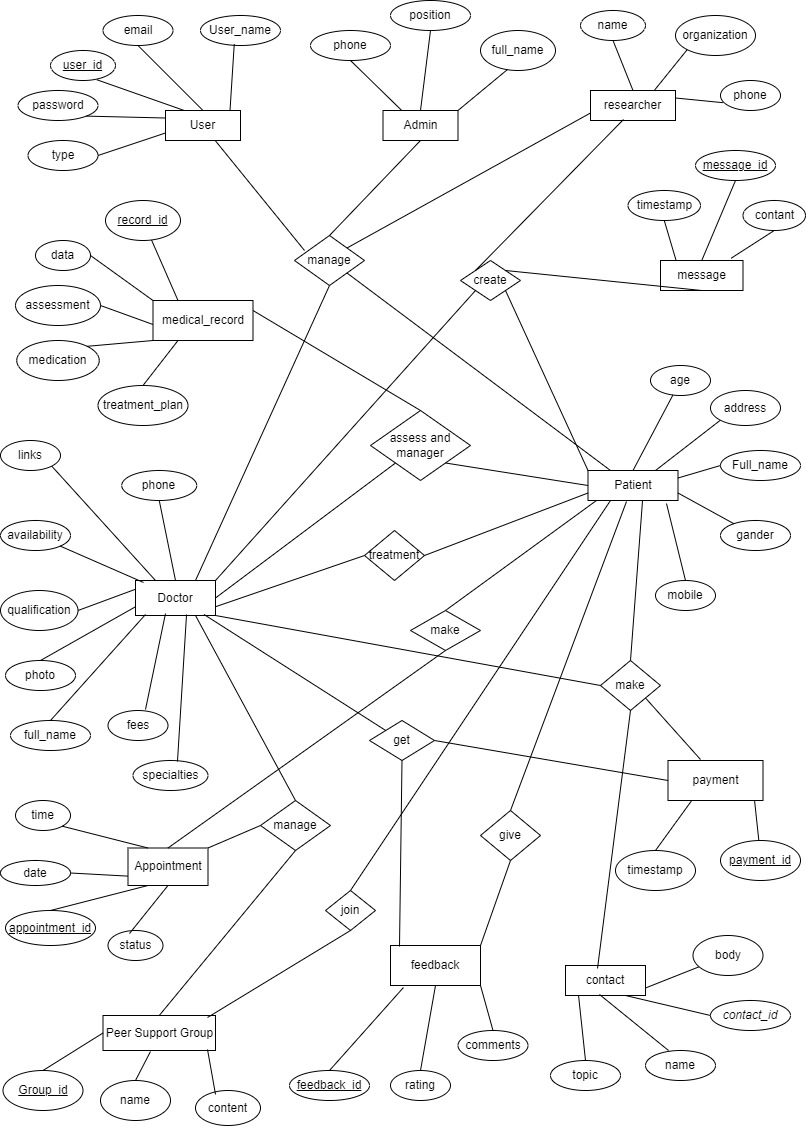 position
name
email
User_name
organization
phone
full_name
user_id
phone
password
researcher
User
Admin
type
message_id
timestamp
contant
record_id
data
manage
message
create
assessment
medical_record
medication
age
treatment_plan
address
assess and
manager
links
Full_name
phone
Patient
availability
gander
treatment
mobile
Doctor
qualification
make
photo
make
full_name
fees
get
specialties
payment
time
manage
give
payment_id
Appointment
timestamp
date
join
appointment_id
status
body
feedback
contact
contact_id
Peer Support Group
comments
name
topic
feedback_id
rating
Group_id
name
content